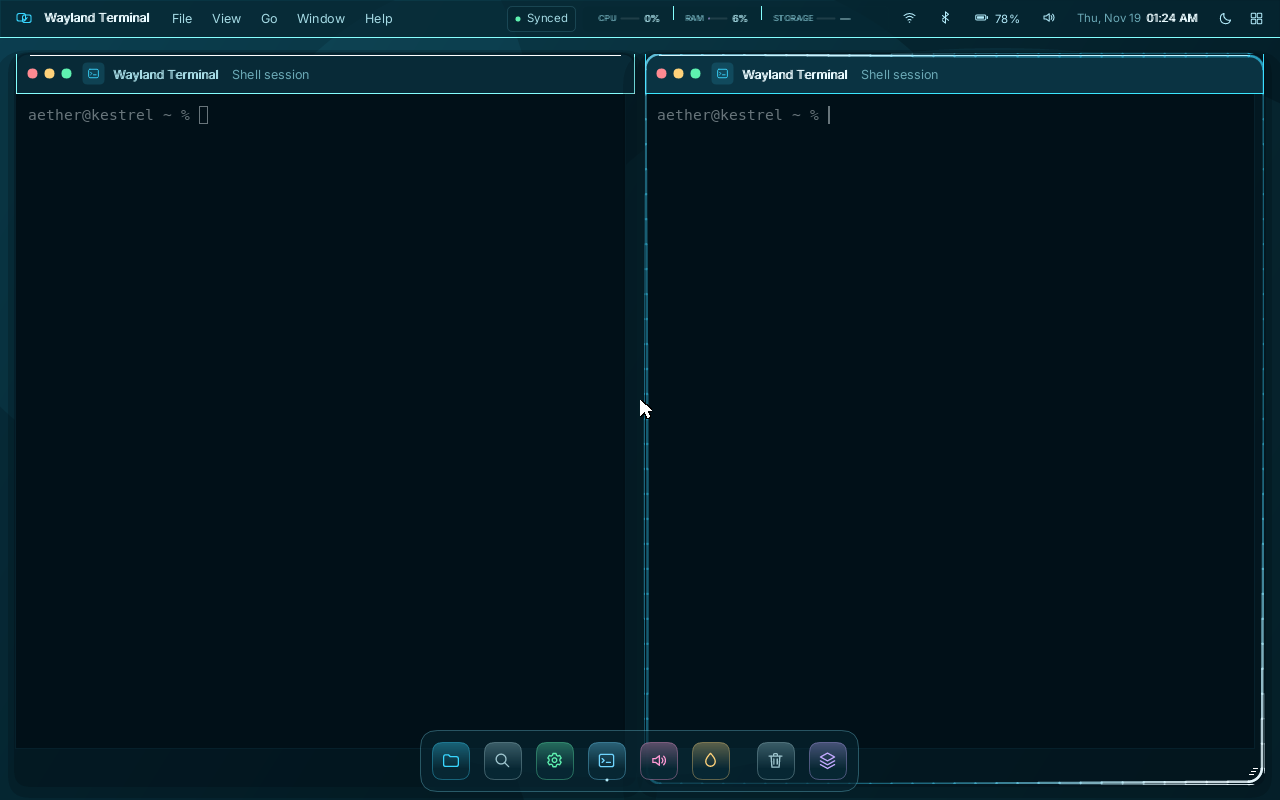 Wayland Terminal File View Go Window Help Synced CPU 0% RAM 6% STORAGE — 78% Thu, Nov 19 01:24 AM
Wayland Terminal Shell session
aether@kestrel ~ %
Wayland Terminal Shell session
aether@kestrel ~ %